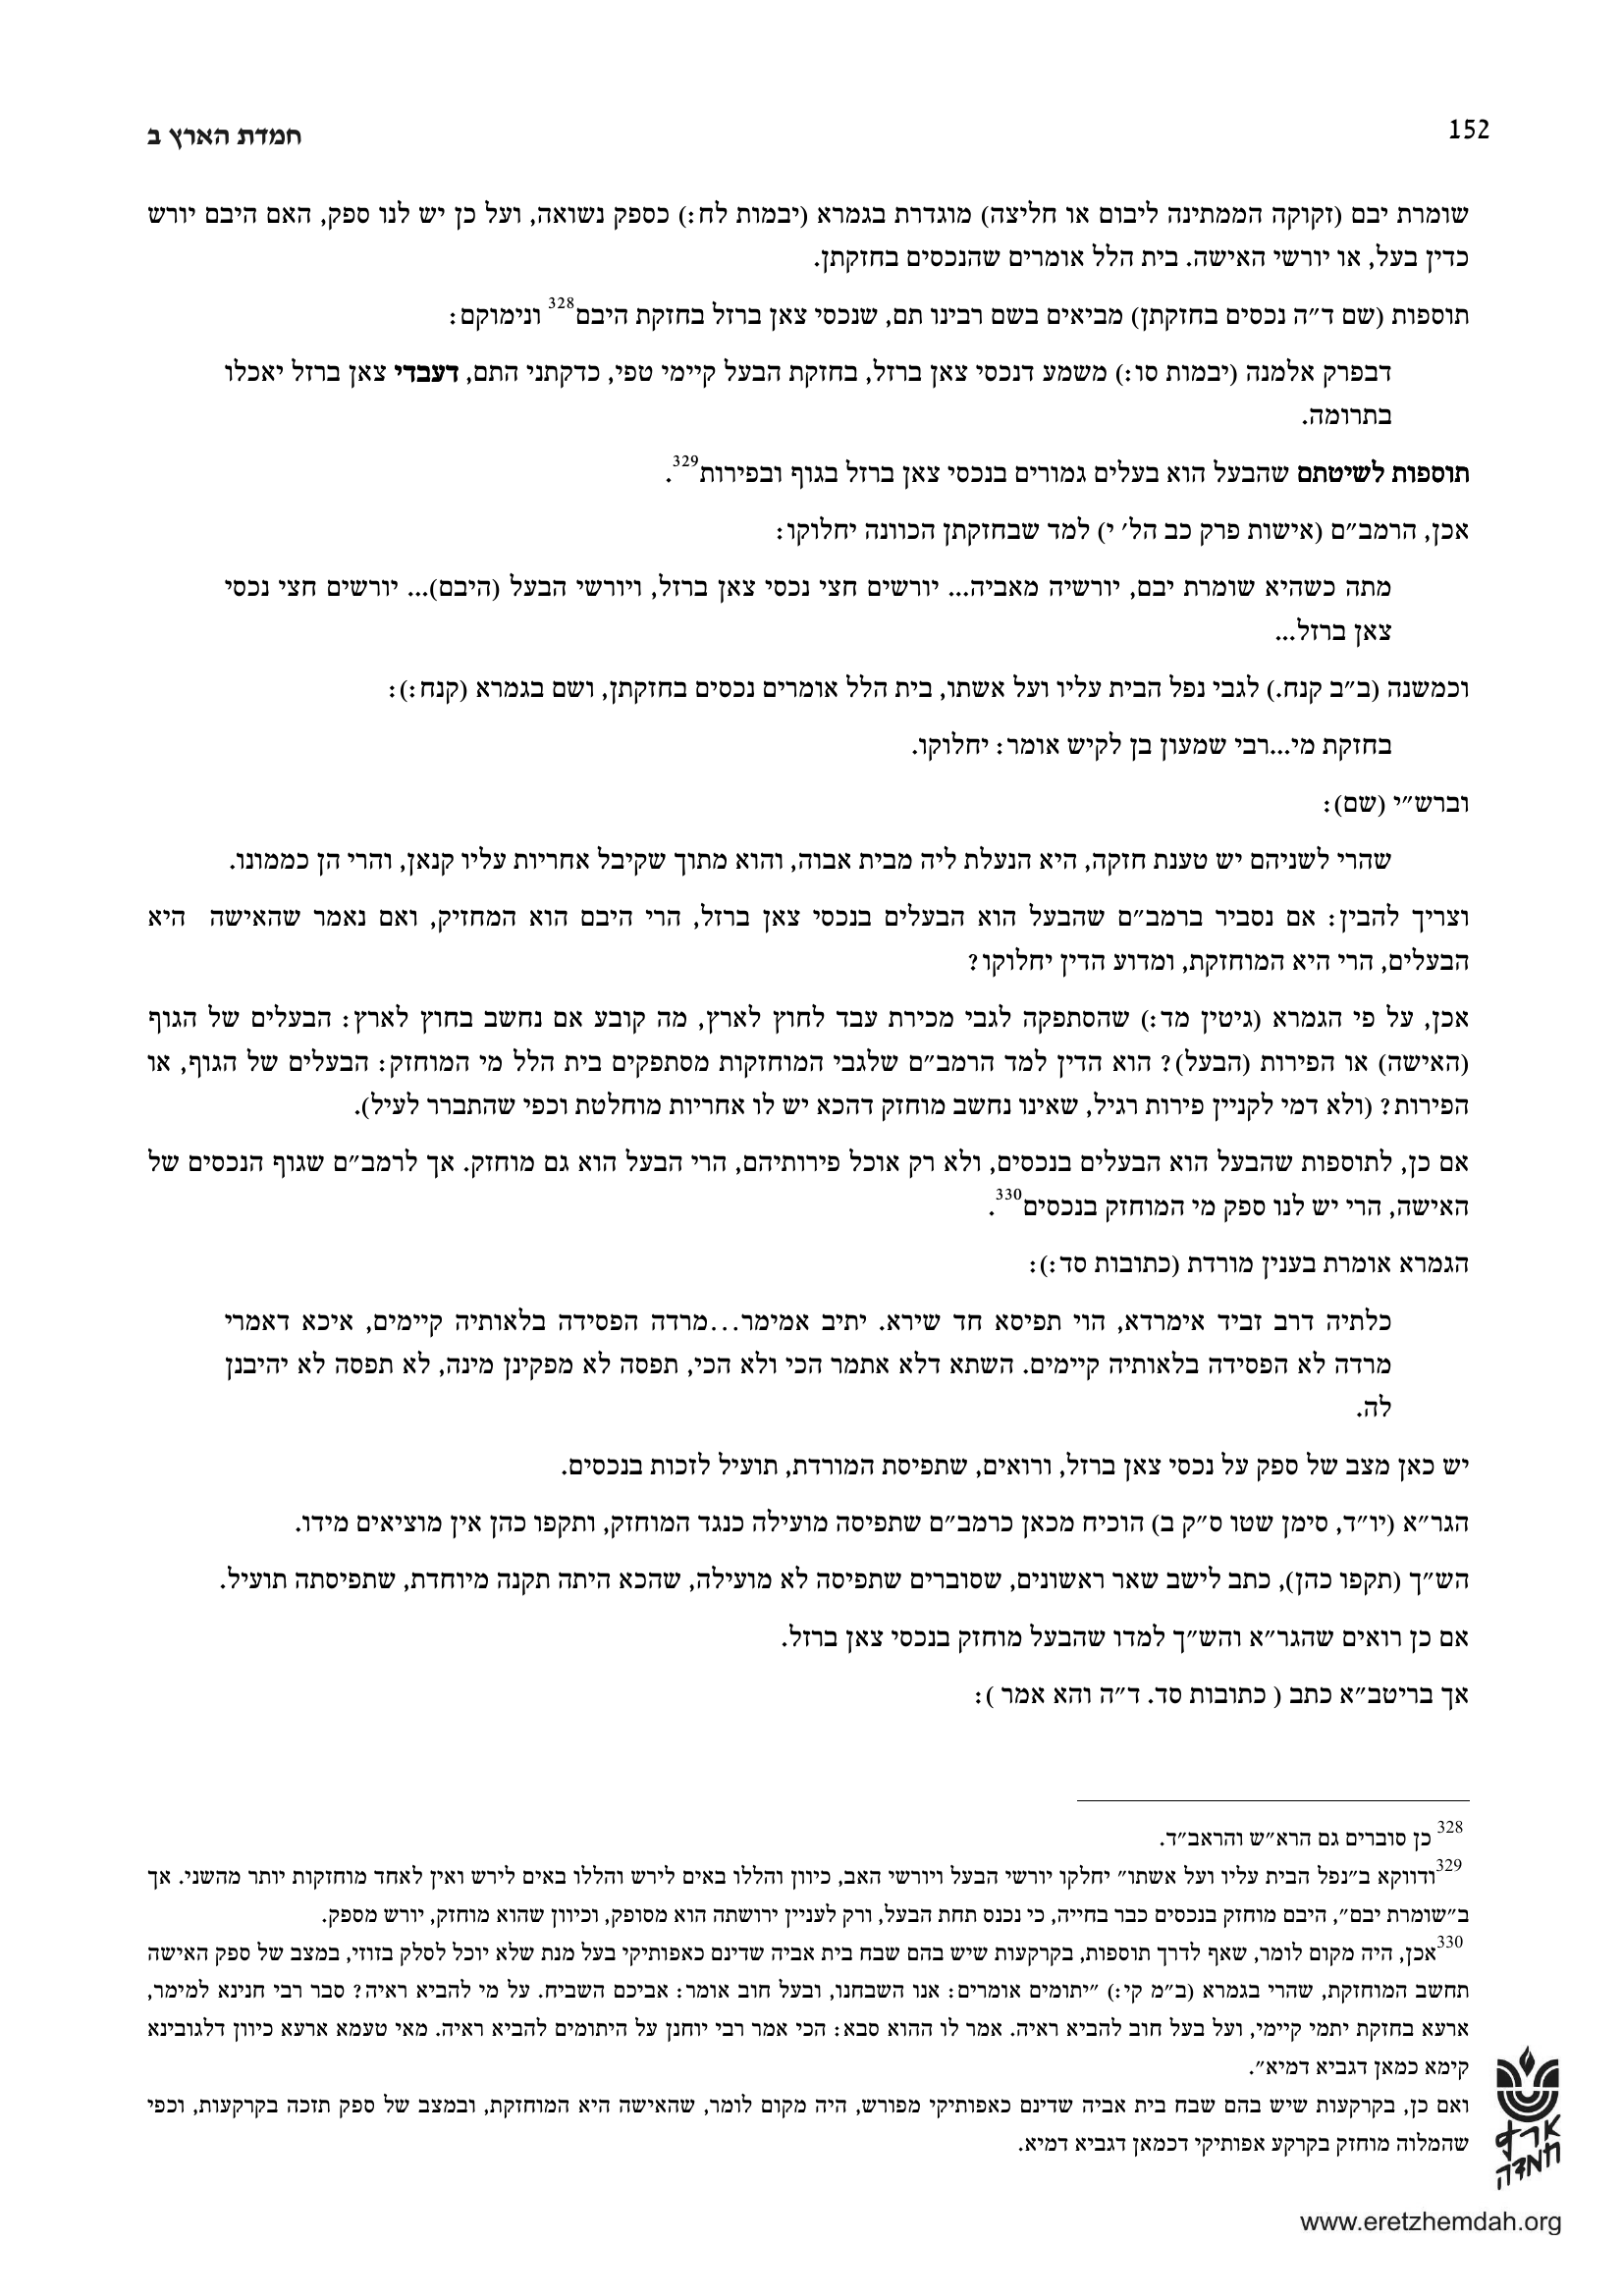 152
חמדת הארץ ב
שומרת יבם (זקוקה הממתינה ליבום או חליצה) מוגדרת בגמרא (יבמות לח:) כספק נשואה, ועל כן יש לנו ספק, האם היבם יורש
כדין בעל, או יורשי האישה. בית הלל אומרים שהנכסים בחזקתן.
תוספות (שם ד״ה נכסים בחזקתן) מביאים בשם רבינו תם, שנכסי צאן ברזל בחזקת היבם328 ונימוקם:
דבפרק אלמנה (יבמות סו:) משמע דנכסי צאן ברזל, בחזקת הבעל קיימי טפי, כדקתני התם, דעבדי צאן ברזל יאכלו
בתרומה.
תוספות לשיטתם שהבעל הוא בעלים גמורים בנכסי צאן ברזל בגוף ובפירות329.
אכן, הרמב״ם (אישות פרק כב הל׳ י) למד שבחזקתן הכוונה יחלוקו:
מתה כשהיא שומרת יבם, יורשיה מאביה... יורשים חצי נכסי צאן ברזל, ויורשי הבעל (היבם)... יורשים חצי נכסי
צאן ברזל...
וכמשנה (ב״ב קנח.) לגבי נפל הבית עליו ועל אשתו, בית הלל אומרים נכסים בחזקתן, ושם בגמרא (קנח:):
בחזקת מי...רבי שמעון בן לקיש אומר: יחלוקו.
וברש״י (שם):
שהרי לשניהם יש טענת חזקה, היא הנעלת ליה מבית אבוה, והוא מתוך שקיבל אחריות עליו קנאן, והרי הן כממונו.
וצריך להבין: אם נסביר ברמב״ם שהבעל הוא הבעלים בנכסי צאן ברזל, הרי היבם הוא המחזיק, ואם נאמר שהאישה היא
הבעלים, הרי היא המוחזקת, ומדוע הדין יחלוקו?
אכן, על פי הגמרא (גיטין מד:) שהסתפקה לגבי מכירת עבד לחוץ לארץ, מה קובע אם נחשב בחוץ לארץ: הבעלים של הגוף
(האישה) או הפירות (הבעל)? הוא הדין למד הרמב״ם שלגבי המוחזקות מסתפקים בית הלל מי המוחזק: הבעלים של הגוף, או
הפירות? (ולא דמי לקניין פירות רגיל, שאינו נחשב מוחזק דהכא יש לו אחריות מוחלטת וכפי שהתברר לעיל).
אם כן, לתוספות שהבעל הוא הבעלים בנכסים, ולא רק אוכל פירותיהם, הרי הבעל הוא גם מוחזק. אך לרמב״ם שגוף הנכסים של
האישה, הרי יש לנו ספק מי המוחזק בנכסים330.
הגמרא אומרת בענין מורדת (כתובות סד:):
כלתיה דרב זביד אימרדא, הוי תפיסא חד שירא. יתיב אמימר...מרדה הפסידה בלאותיה קיימים, איכא דאמרי
מרדה לא הפסידה בלאותיה קיימים. השתא דלא אתמר הכי ולא הכי, תפסה לא מפקינן מינה, לא תפסה לא יהיבנן
לה.
יש כאן מצב של ספק על נכסי צאן ברזל, ורואים, שתפיסת המורדת, תועיל לזכות בנכסים.
הגר״א (יו״ד, סימן שטו ס״ק ב) הוכיח מכאן כרמב״ם שתפיסה מועילה כנגד המוחזק, ותקפו כהן אין מוציאים מידו.
הש״ך (תקפו כהן), כתב לישב שאר ראשונים, שסוברים שתפיסה לא מועילה, שהכא היתה תקנה מיוחדת, שתפיסתה תועיל.
אם כן רואים שהגר״א והש״ך למדו שהבעל מוחזק בנכסי צאן ברזל.
אך בריטב״א כתב ( כתובות סד. ד״ה והא אמר ):
328 כן סוברים גם הרא״ש והראב״ד.
329ודווקא ב״נפל הבית עליו ועל אשתו״ יחלקו יורשי הבעל ויורשי האב, כיוון והללו באים לירש והללו באים לירש ואין לאחד מוחזקות יותר מהשני. אך
ב״שומרת יבם״, היבם מוחזק בנכסים כבר בחייה, כי נכנס תחת הבעל, ורק לעניין ירושתה הוא מסופק, וכיוון שהוא מוחזק, יורש מספק.
330אכן, היה מקום לומר, שאף לדרך תוספות, בקרקעות שיש בהם שבח בית אביה שדינם כאפותיקי בעל מנת שלא יוכל לסלק בזוזי, במצב של ספק האישה
תחשב המוחזקת, שהרי בגמרא (ב״מ קי:) ״יתומים אומרים: אנו השבחנו, ובעל חוב אומר: אביכם השביח. על מי להביא ראיה? סבר רבי חנינא למימר,
ארעא בחזקת יתמי קיימי, ועל בעל חוב להביא ראיה. אמר לו ההוא סבא: הכי אמר רבי יוחנן על היתומים להביא ראיה. מאי טעמא ארעא כיוון דלגובינא
קימא כמאן דגביא דמיא״.
ואם כן, בקרקעות שיש בהם שבח בית אביה שדינם כאפותיקי מפורש, היה מקום לומר, שהאישה היא המוחזקת, ובמצב של ספק תזכה בקרקעות, וכפי
שהמלוה מוחזק בקרקע אפותיקי דכמאן דגביא דמיא.
ארץ
חמדה
www.eretzhemdah.org